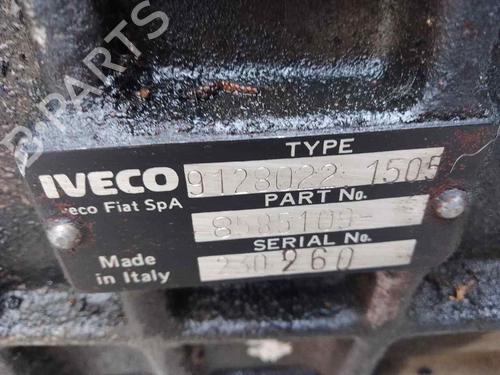 B-PARTS
TYPE
IVECO 9128022 1505
Iveco Fiat SpA PART No.
8585109-
SERIAL No.
Made 230260
in Italy